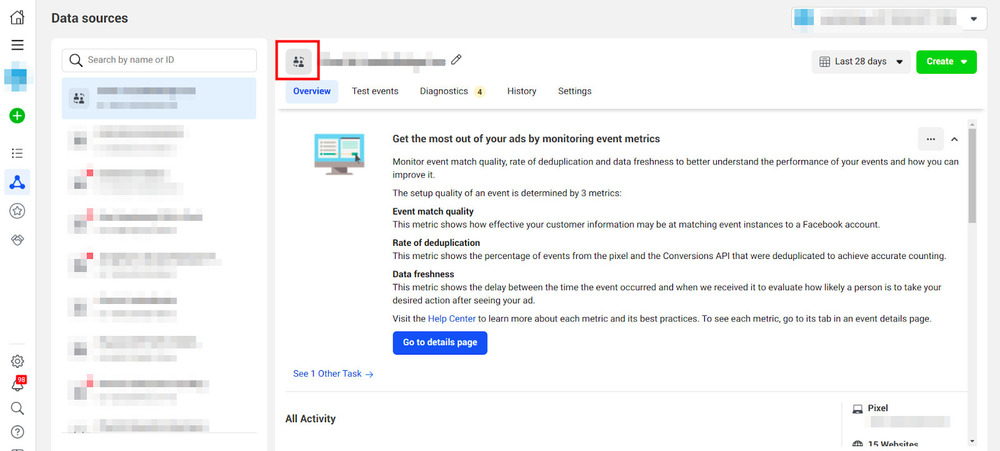 Data sources
Search by name or ID
Last 28 days
Create
Overview
Test events
Diagnostics 4
History
Settings
Get the most out of your ads by monitoring event metrics
Monitor event match quality, rate of deduplication and data freshness to better understand the performance of your events and how you can
improve it.
The setup quality of an event is determined by 3 metrics:
Event match quality
This metric shows how effective your customer information may be at matching event instances to a Facebook account.
Rate of deduplication
This metric shows the percentage of events from the pixel and the Conversions API that were deduplicated to achieve accurate counting.
Data freshness
This metric shows the delay between the time the event occurred and when we received it to evaluate how likely a person is to take your
desired action after seeing your ad.
Visit the Help Center to learn more about each metric and its best practices. To see each metric, go to its tab in an event details page.
Go to details page
See 1 Other Task →
All Activity
Pixel
15 Websites
98